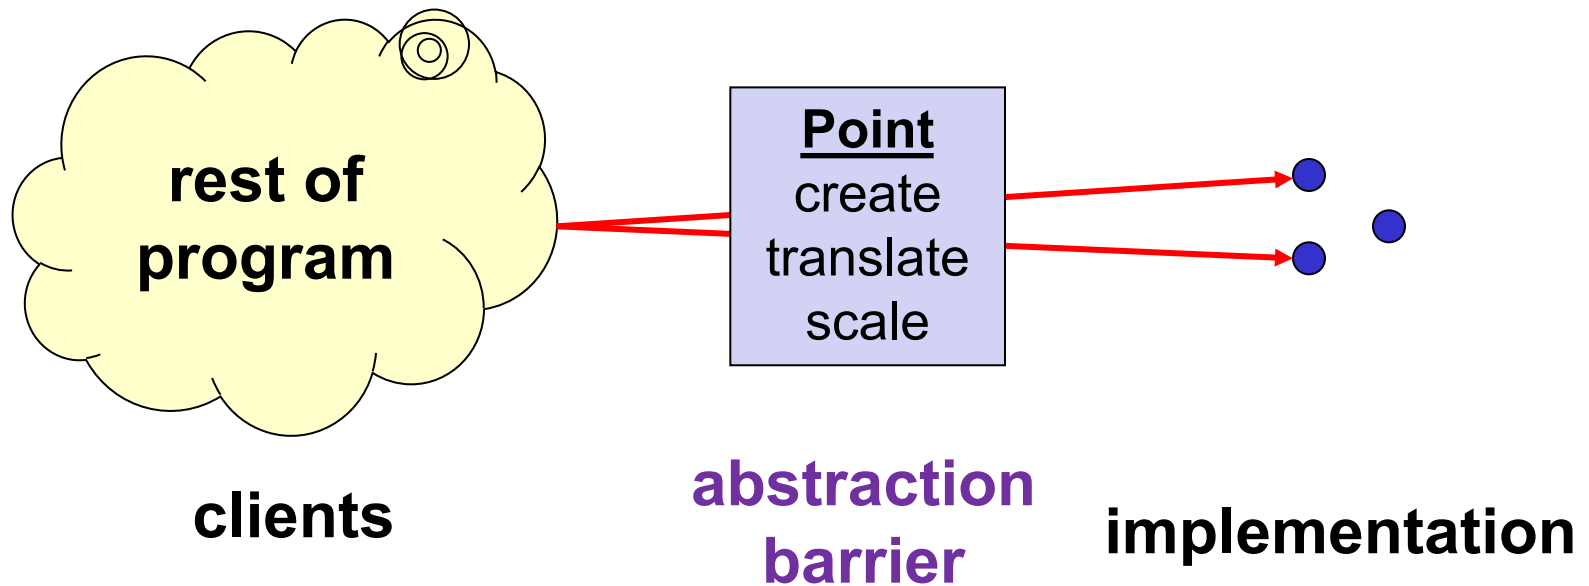 rest of
program
Point
create
translate
scale
clients
abstraction
barrier
implementation